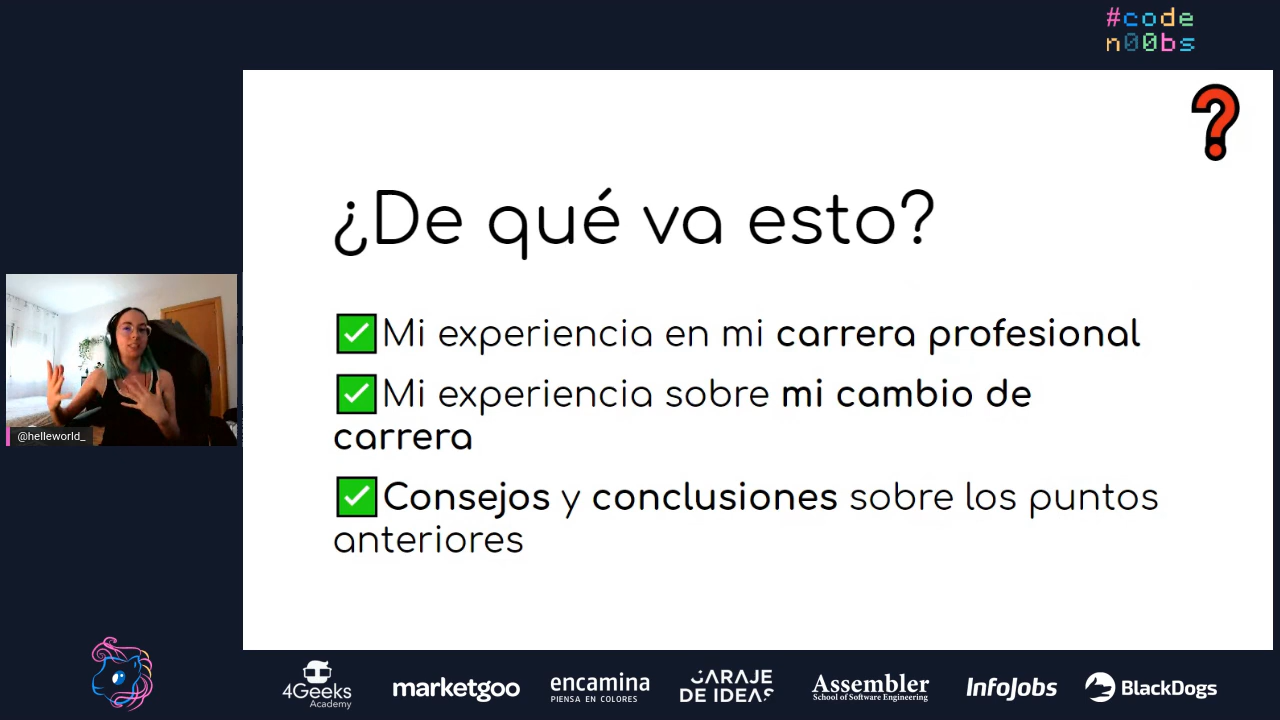 #code
n00bs
¿De qué va esto?
Mi experiencia en mi carrera profesional
Mi experiencia sobre mi cambio de
carrera
Consejos y conclusiones sobre los puntos
anteriores
@helleworld_
4Geeks
Academy
marketgoo
encamina
PIENSA EN COLORES
GARAJE
DE IDEAS
Assembler
School of Software Engineering
InfoJobs
BlackDogs